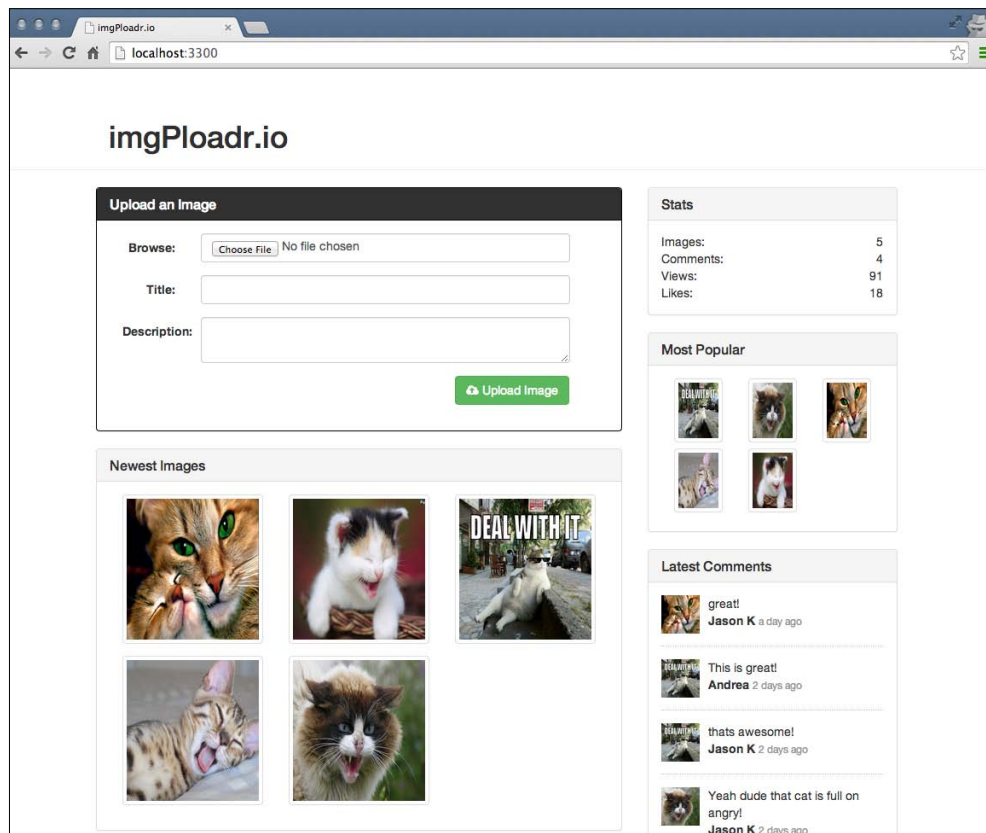 imgPloadr.io
localhost:3300
imgPloadr.io
Upload an Image
Browse:
Choose File No file chosen
Title:
Description:
Upload Image
Newest Images
DEAL WITH IT
Stats
Images: 5
Comments: 4
Views: 91
Likes: 18
Most Popular
DEAL WITH IT
Latest Comments
great!
Jason K a day ago
This is great!
Andrea 2 days ago
thats awesome!
Jason K 2 days ago
Yeah dude that cat is full on
angry!
Jason K 2 days ago